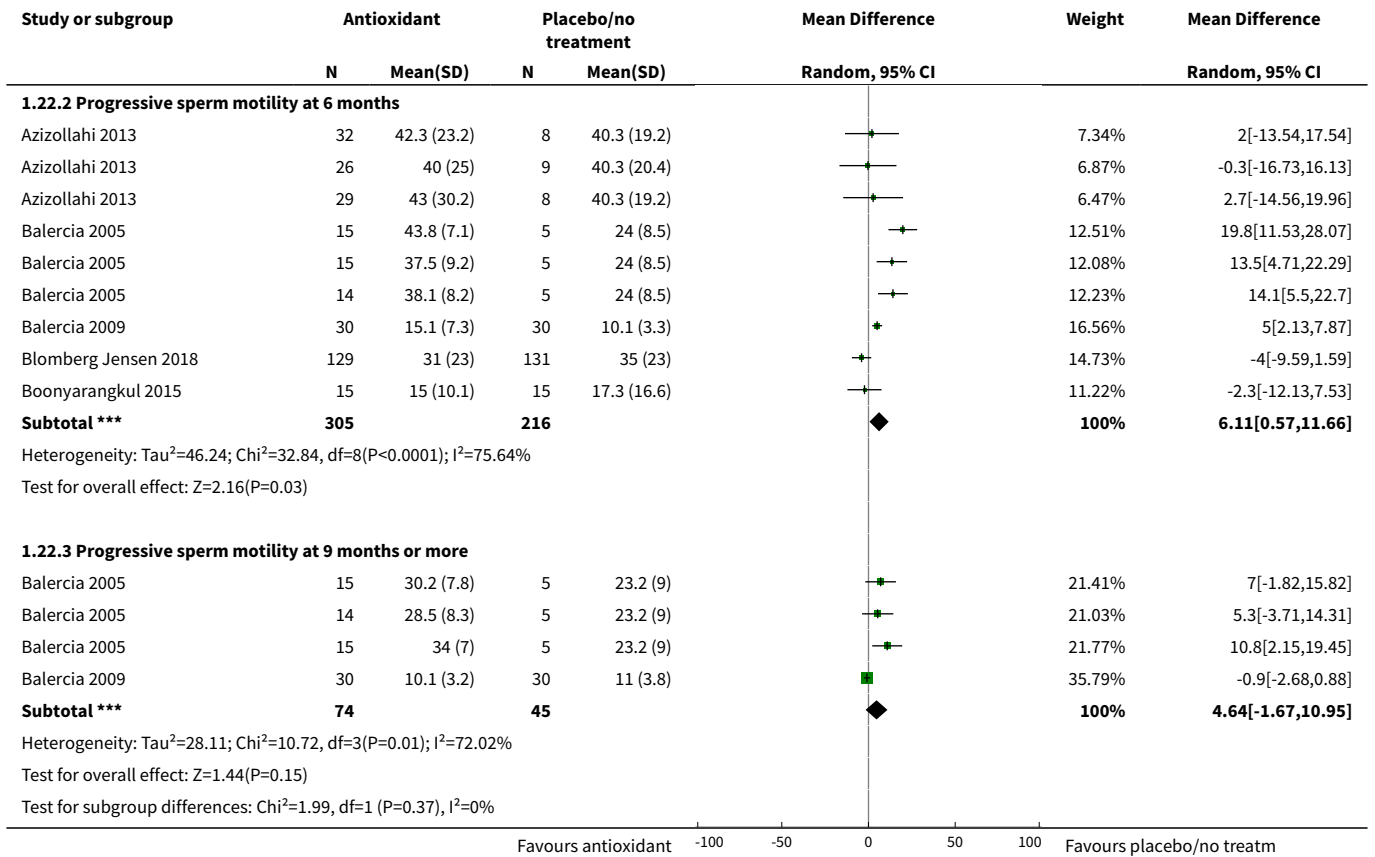 Study or subgroup Antioxidant Placebo/no treatment Mean Difference Weight Mean Difference
N Mean(SD) N Mean(SD) Random, 95% CI Random, 95% CI
1.22.2 Progressive sperm motility at 6 months
Azizollahi 2013 32 42.3 (23.2) 8 40.3 (19.2) 7.34% 2[-13.54,17.54]
Azizollahi 2013 26 40 (25) 9 40.3 (20.4) 6.87% -0.3[-16.73,16.13]
Azizollahi 2013 29 43 (30.2) 8 40.3 (19.2) 6.47% 2.7[-14.56,19.96]
Balercia 2005 15 43.8 (7.1) 5 24 (8.5) 12.51% 19.8[11.53,28.07]
Balercia 2005 15 37.5 (9.2) 5 24 (8.5) 12.08% 13.5[4.71,22.29]
Balercia 2005 14 38.1 (8.2) 5 24 (8.5) 12.23% 14.1[5.5,22.7]
Balercia 2009 30 15.1 (7.3) 30 10.1 (3.3) 16.56% 5[2.13,7.87]
Blomberg Jensen 2018 129 31 (23) 131 35 (23) 14.73% -4[-9.59,1.59]
Boonyarangkul 2015 15 15 (10.1) 15 17.3 (16.6) 11.22% -2.3[-12.13,7.53]
Subtotal *** 305 216 100% 6.11[0.57,11.66]
Heterogeneity: Tau²=46.24; Chi²=32.84, df=8(P<0.0001); I²=75.64%
Test for overall effect: Z=2.16(P=0.03)
1.22.3 Progressive sperm motility at 9 months or more
Balercia 2005 15 30.2 (7.8) 5 23.2 (9) 21.41% 7[-1.82,15.82]
Balercia 2005 14 28.5 (8.3) 5 23.2 (9) 21.03% 5.3[-3.71,14.31]
Balercia 2005 15 34 (7) 5 23.2 (9) 21.77% 10.8[2.15,19.45]
Balercia 2009 30 10.1 (3.2) 30 11 (3.8) 35.79% -0.9[-2.68,0.88]
Subtotal *** 74 45 100% 4.64[-1.67,10.95]
Heterogeneity: Tau²=28.11; Chi²=10.72, df=3(P=0.01); I²=72.02%
Test for overall effect: Z=1.44(P=0.15)
Test for subgroup differences: Chi²=1.99, df=1 (P=0.37), I²=0%
Favours antioxidant -100 -50 0 50 100 Favours placebo/no treatm